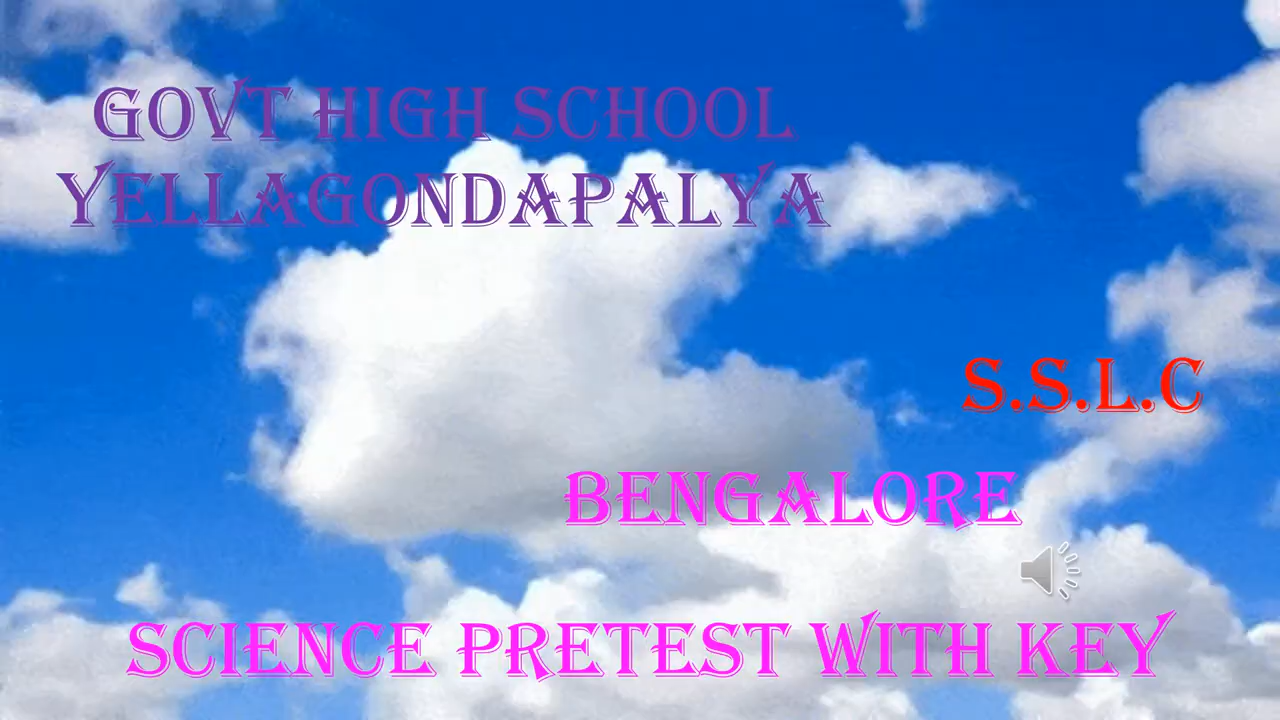 GOVT HIGH SCHOOL
YELLAGONDAPALYA
S.S.L.C
BENGALORE
SCIENCE PRETEST WITH KEY